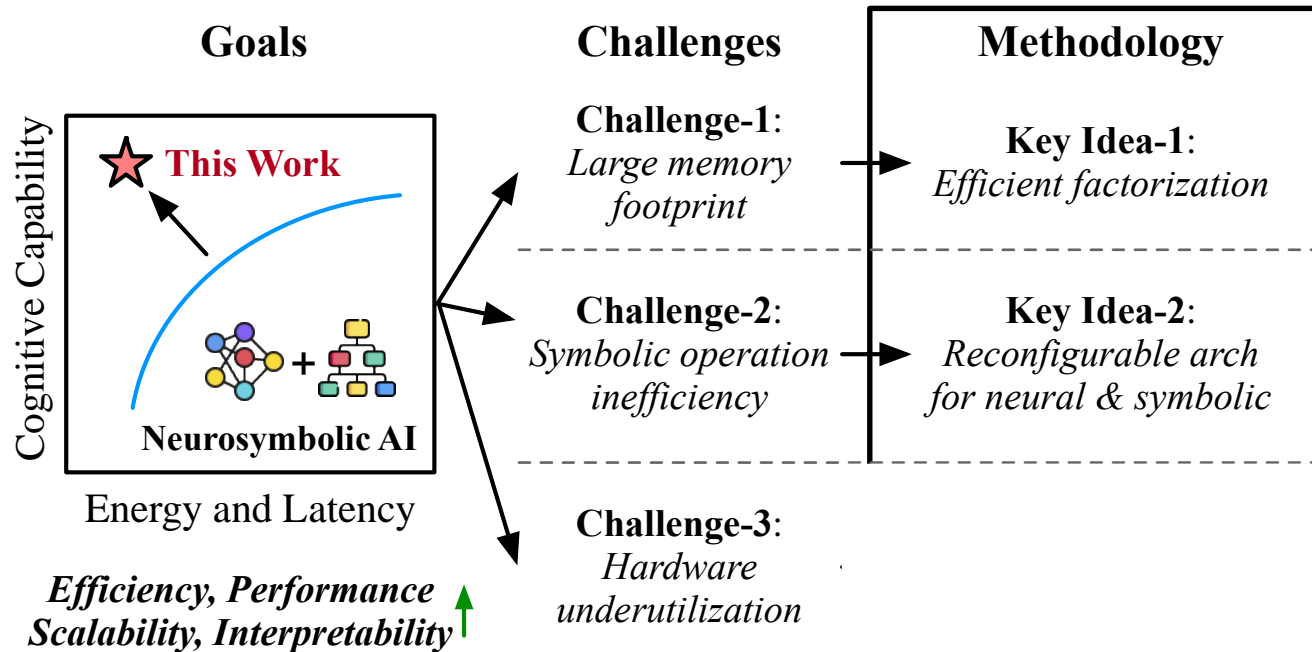 Goals
Cognitive Capability
This Work
+
Neurosymbolic AI
Energy and Latency
Efficiency, Performance
Scalability, Interpretability
Challenges
Challenge-1:
Large memory
footprint
Challenge-2:
Symbolic operation
inefficiency
Challenge-3:
Hardware
underutilization
Methodology
Key Idea-1:
Efficient factorization
Key Idea-2:
Reconfigurable arch
for neural & symbolic